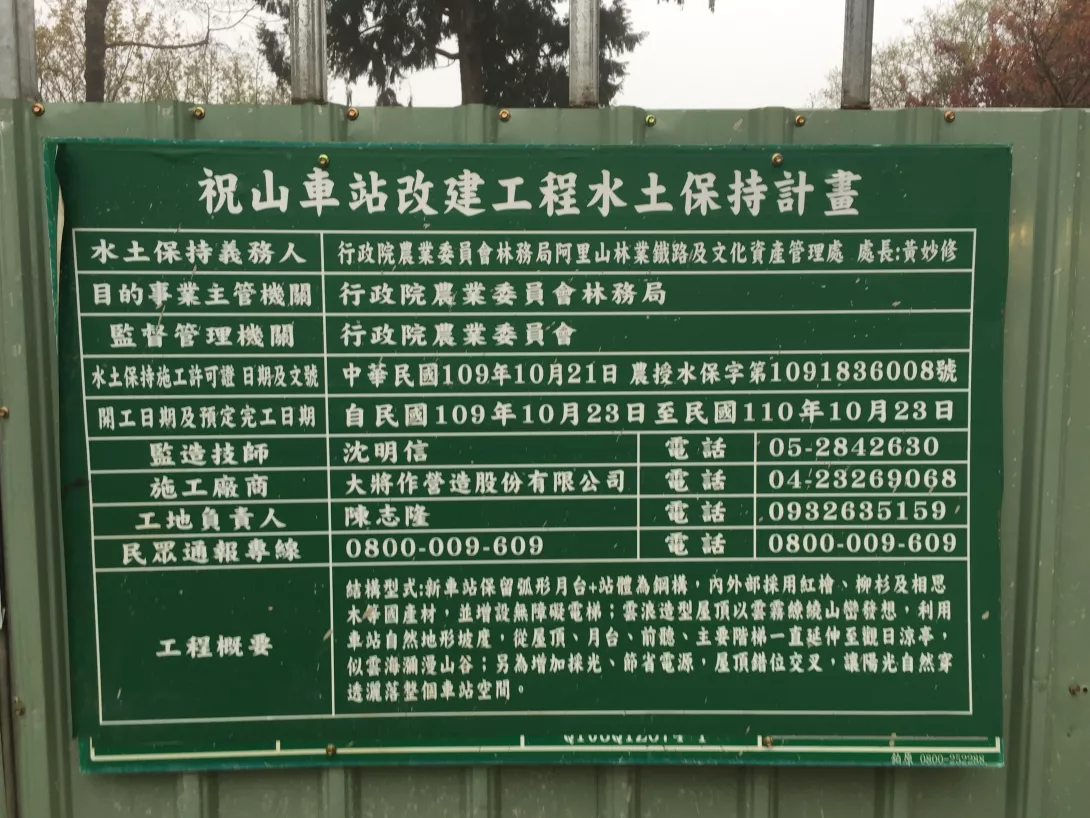 祝山車站改建工程水土保持計畫
水土保持義務人 行政院農業委員會林務局阿里山林業鐵路及文化資產管理處 處長:黃妙修
目的事業主管機關 行政院農業委員會林務局
監督管理機關 行政院農業委員會
水土保持施工許可證 日期及文號 中華民國109年10月21日 農授水保字第1091836008號
開工日期及預定完工日期 自民國109年10月23日至民國110年10月23日
監造技師 沈明信 電話 05-2842630
施工廠商 大將作營造股份有限公司 電話 04-23269068
工地負責人 陳志隆 電話 0932635159
民眾通報專線 0800-009-609 電話 0800-009-609
工程概要
結構型式:新車站保留弧形月台+站體為鋼構，內外部採用紅檜、柳杉及相思
木等國產材，並增設無障礙電梯；雲浪造型屋頂以雲霧繚繞山巒發想，利用
車站自然地形坡度，從屋頂、月台、前聽、主要階梯一直延伸至觀日涼亭，
似雲海瀰漫山谷；另為增加採光、節省電源，屋頂錯位交叉，讓陽光自然穿
透灑落整個車站空間。
0800-252288